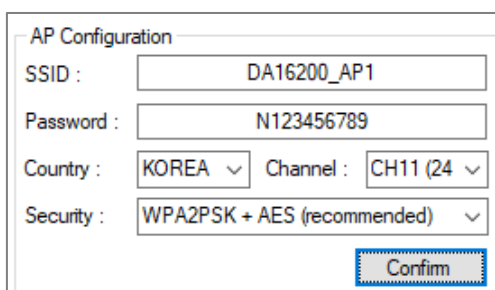 AP Configuration
SSID : DA16200_AP1
Password : N123456789
Country : KOREA Channel : CH11 (24
Security : WPA2PSK + AES (recommended)
Confirm